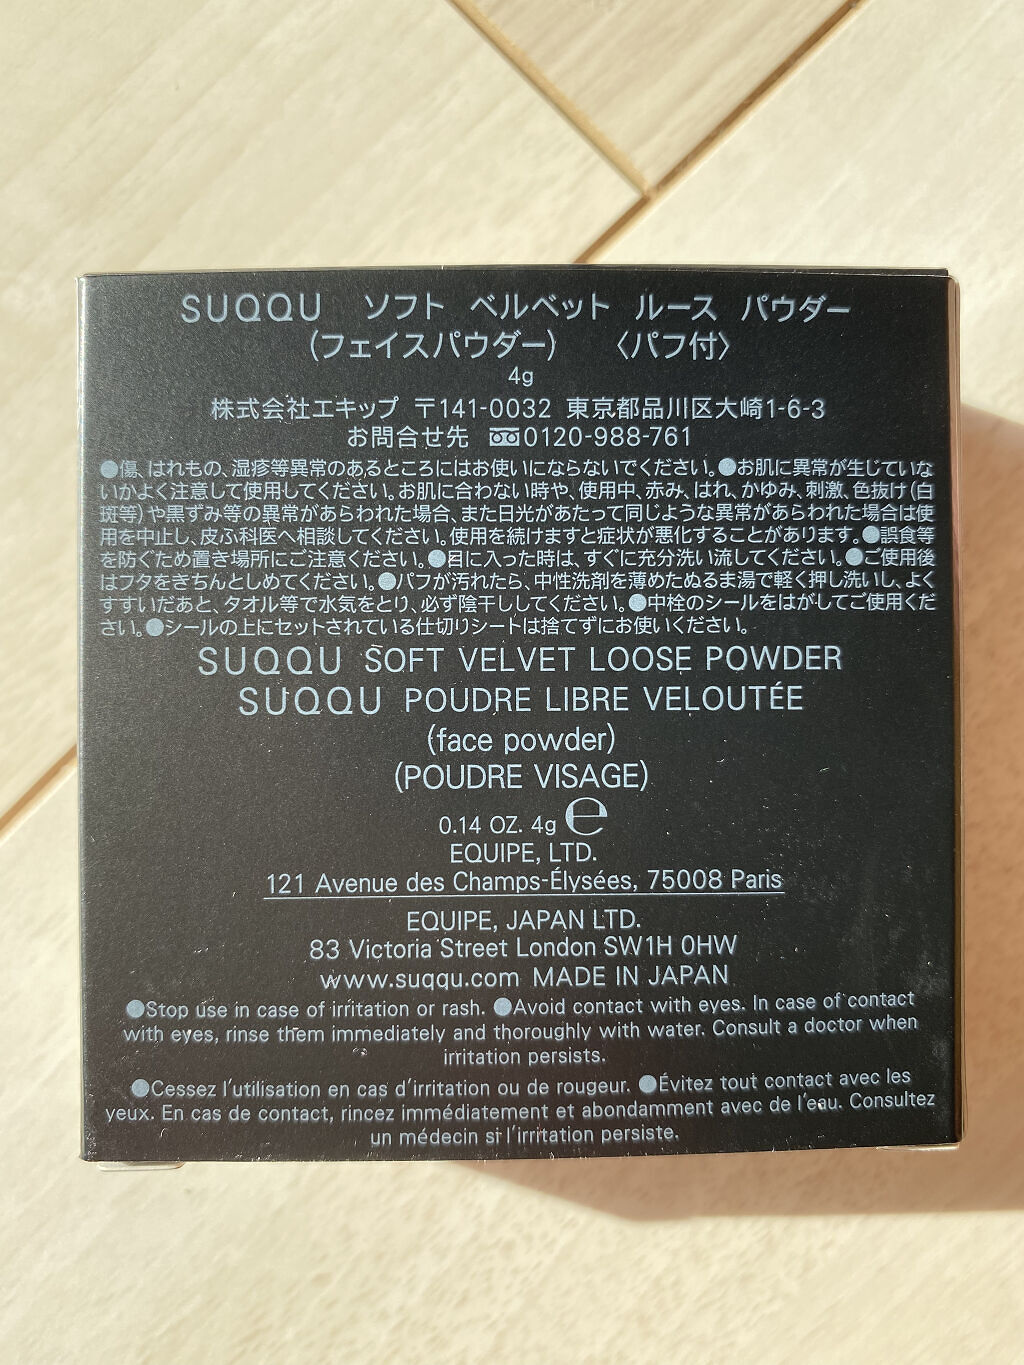 SUQQU ソフト ベルベット ルース パウダー
(フェイスパウダー) 〈パフ付〉
4g
株式会社エキップ 〒141-0032 東京都品川区大崎1-6-3
お問合せ先 0120-988-761
●傷、はれもの、湿疹等異常のあるところにはお使いにならないでください。●お肌に異常が生じていな
いかよく注意して使用してください。お肌に合わない時や、使用中、赤み、はれ、かゆみ、刺激、色抜け(白
斑等)や黒ずみ等の異常があらわれた場合、また日光があたって同じような異常があらわれた場合は使
用を中止し、皮ふ科医へ相談してください。使用を続けますと症状が悪化することがあります。●誤食等
を防ぐため置き場所にご注意ください。●目に入った時は、すぐに充分洗い流してください。●ご使用後
はフタをきちんとしめてください。●パフが汚れたら、中性洗剤を薄めたぬるま湯で軽く押し洗いし、よく
すすいだあと、タオル等で水気をとり、必ず陰干ししてください。●中栓のシールをはがしてご使用くだ
さい。●シールの上にセットされている仕切りシートは捨てずにお使いください。
SUQQU SOFT VELVET LOOSE POWDER
SUQQU POUDRE LIBRE VELOUTÉE
(face powder)
(POUDRE VISAGE)
0.14 OZ. 4g ℮
EQUIPE, LTD.
121 Avenue des Champs-Élysées, 75008 Paris
EQUIPE, JAPAN LTD.
83 Victoria Street London SW1H 0HW
www.suqqu.com MADE IN JAPAN
●Stop use in case of irritation or rash. ●Avoid contact with eyes. In case of contact
with eyes, rinse them immediately and thoroughly with water. Consult a doctor when
irritation persists.
●Cessez l'utilisation en cas d'irritation ou de rougeur. ●Évitez tout contact avec les
yeux. En cas de contact, rincez immédiatement et abondamment avec de l'eau. Consultez
un médecin si l'irritation persiste.